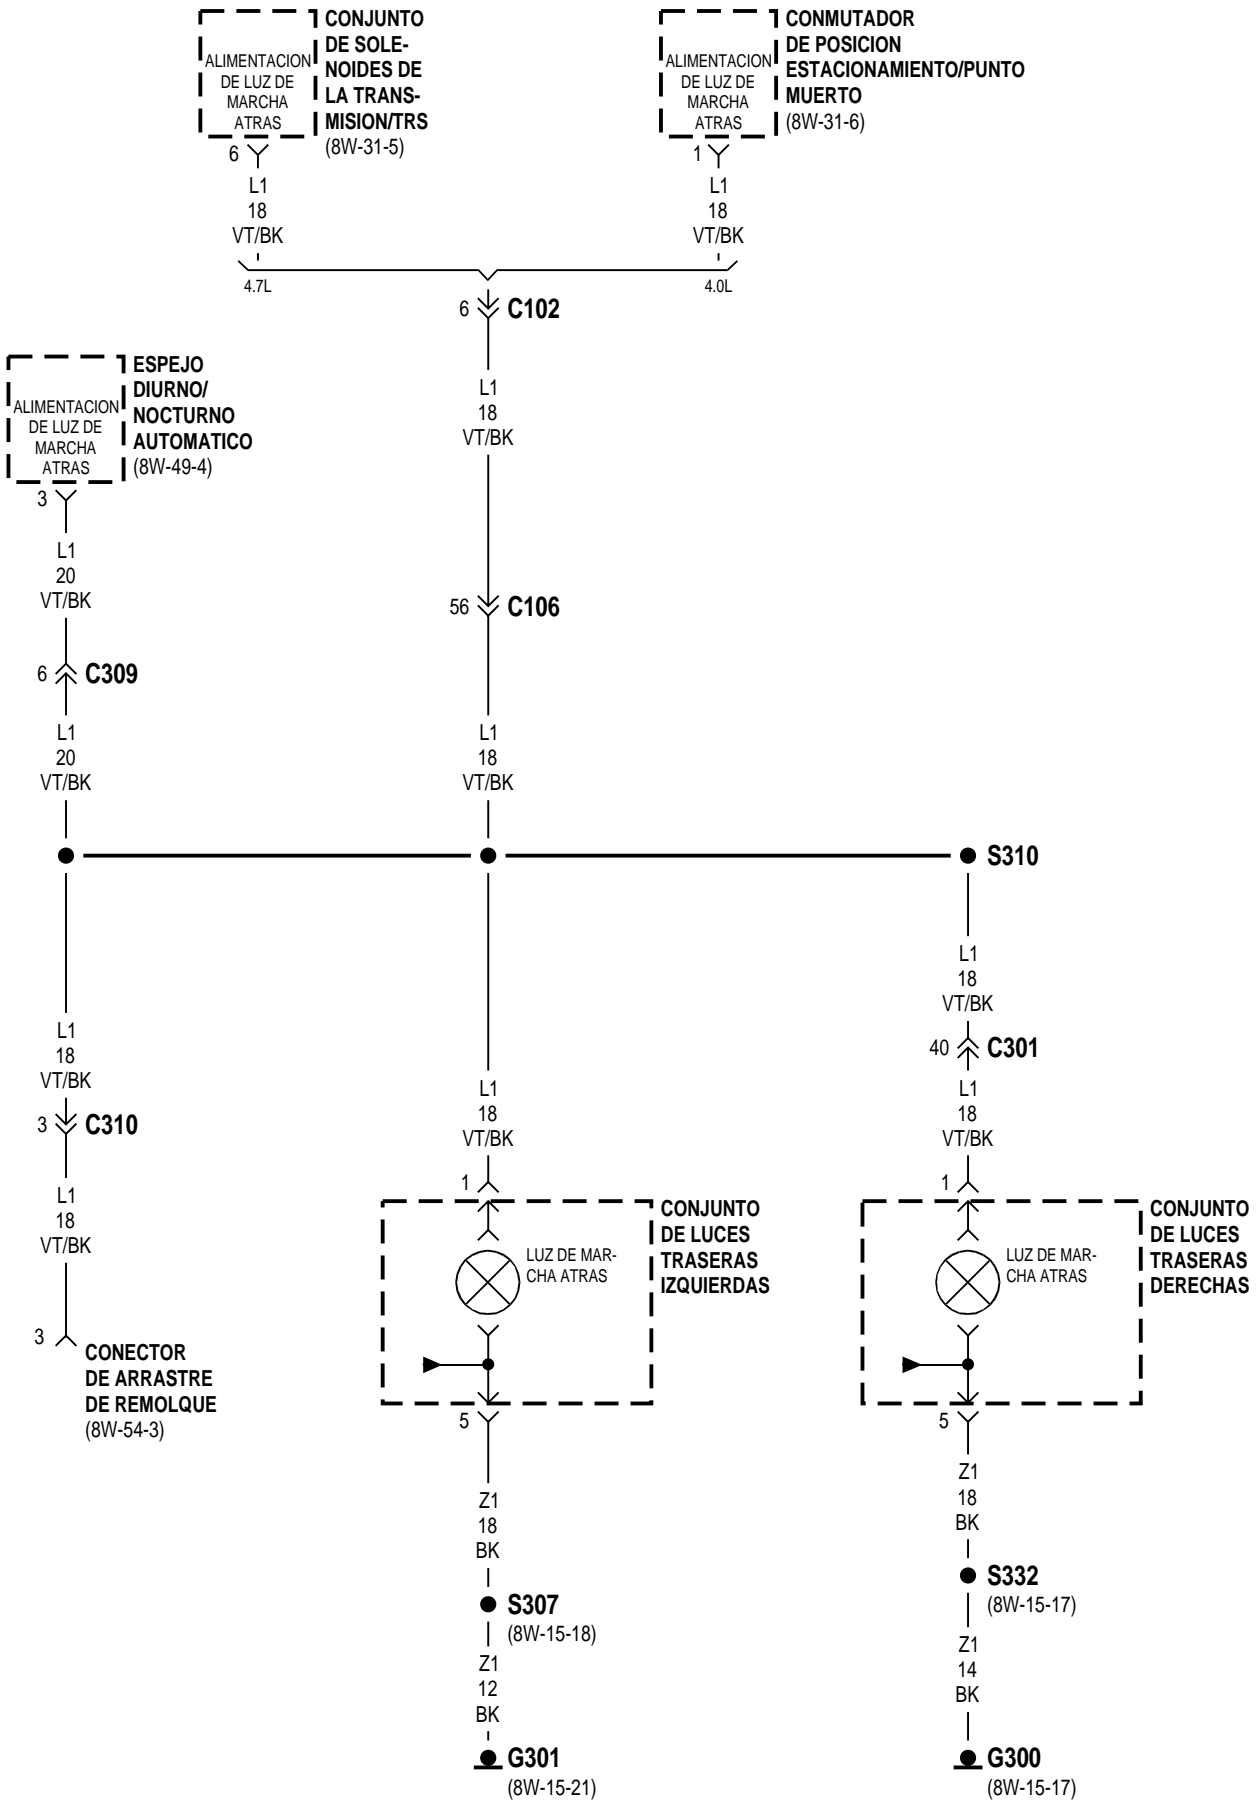 ALIMENTACION
DE LUZ DE
MARCHA
ATRAS
CONJUNTO
DE SOLE-
NOIDES DE
LA TRANS-
MISION/TRS
(8W-31-5)
6
L1
18
VT/BK
4.7L
ALIMENTACION
DE LUZ DE
MARCHA
ATRAS
CONMUTADOR
DE POSICION
ESTACIONAMIENTO/PUNTO
MUERTO
(8W-31-6)
1
L1
18
VT/BK
4.0L
6 C102
L1
18
VT/BK
56 C106
L1
18
VT/BK
ALIMENTACION
DE LUZ DE
MARCHA
ATRAS
ESPEJO
DIURNO/
NOCTURNO
AUTOMATICO
(8W-49-4)
3
L1
20
VT/BK
6 C309
L1
20
VT/BK
S310
L1
18
VT/BK
3 C310
L1
18
VT/BK
3
CONECTOR
DE ARRASTRE
DE REMOLQUE
(8W-54-3)
L1
18
VT/BK
1
LUZ DE MAR-
CHA ATRAS
CONJUNTO
DE LUCES
TRASERAS
IZQUIERDAS
5
Z1
18
BK
S307
(8W-15-18)
Z1
12
BK
G301
(8W-15-21)
L1
18
VT/BK
40 C301
L1
18
VT/BK
1
LUZ DE MAR-
CHA ATRAS
CONJUNTO
DE LUCES
TRASERAS
DERECHAS
5
Z1
18
BK
S332
(8W-15-17)
Z1
14
BK
G300
(8W-15-17)